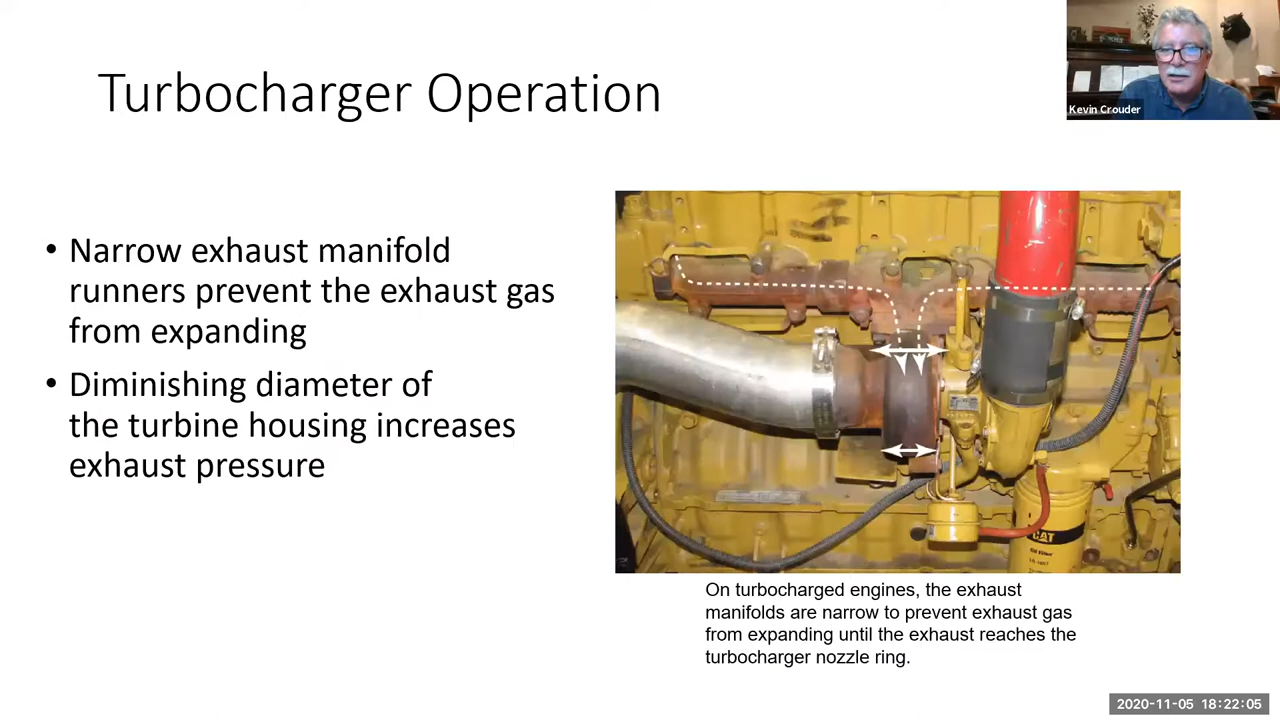 Turbocharger Operation
Kevin Crouder
• Narrow exhaust manifold
runners prevent the exhaust gas
from expanding
• Diminishing diameter of
the turbine housing increases
exhaust pressure
CAT
On turbocharged engines, the exhaust
manifolds are narrow to prevent exhaust gas
from expanding until the exhaust reaches the
turbocharger nozzle ring.
2020-11-05 18:22:05